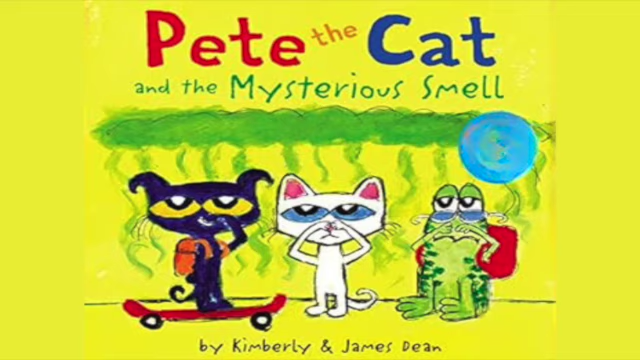 Pete the Cat
and the Mysterious Smell
by Kimberly & James Dean